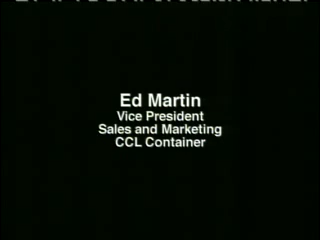 Ed Martin
Vice President
Sales and Marketing
CCL Container